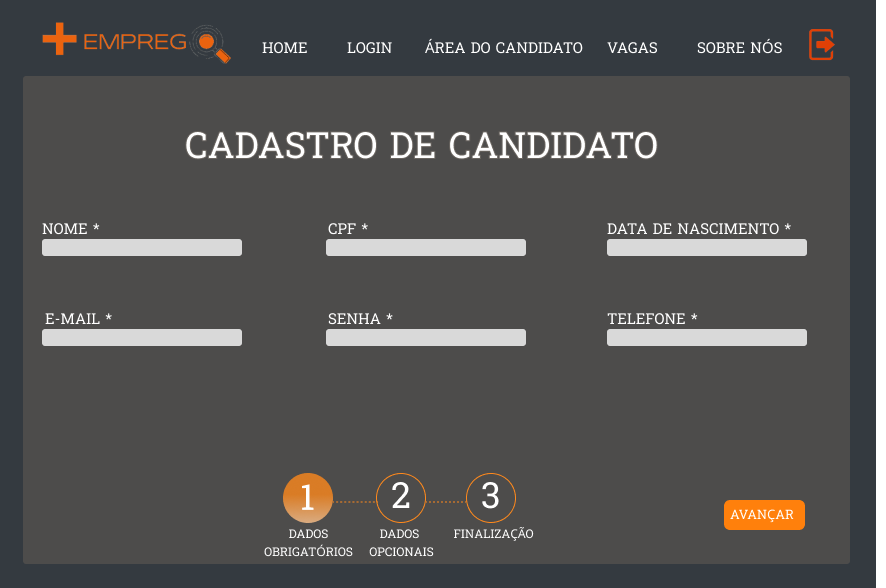 + EMPREGO
HOME LOGIN ÁREA DO CANDIDATO VAGAS SOBRE NÓS
CADASTRO DE CANDIDATO
NOME * CPF * DATA DE NASCIMENTO *
E-MAIL * SENHA * TELEFONE *
1 2 3
DADOS OBRIGATÓRIOS
DADOS OPCIONAIS
FINALIZAÇÃO
AVANÇAR